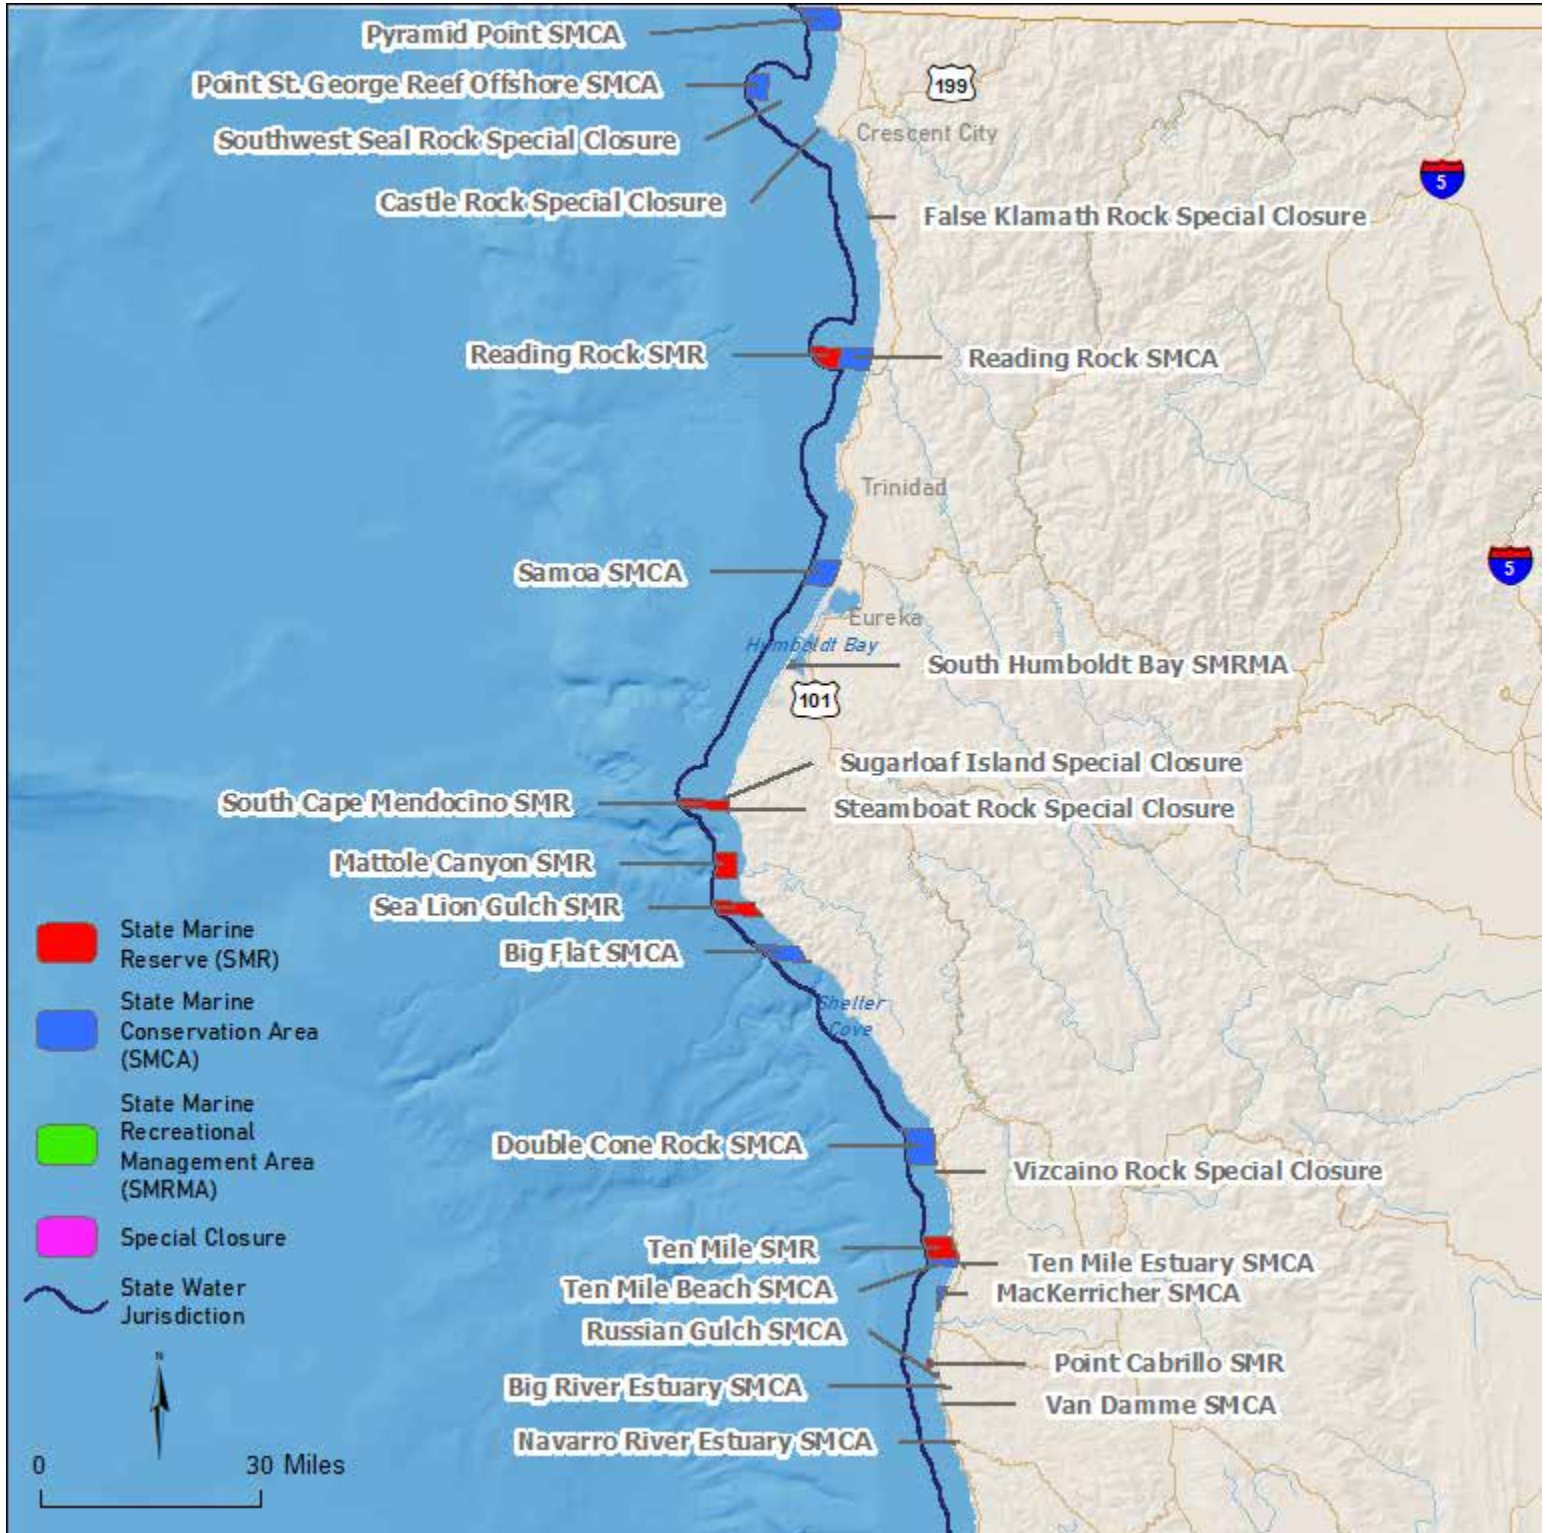 Pyramid Point SMCA
Point St. George Reef Offshore SMCA
199
Southwest Seal Rock Special Closure
Crescent City
5
Castle Rock Special Closure
False Klamath Rock Special Closure
Reading Rock SMR
Reading Rock SMCA
Trinidad
Samoa SMCA
5
Eureka
Humboldt Bay
South Humboldt Bay SMRMA
101
Sugarloaf Island Special Closure
South Cape Mendocino SMR
Steamboat Rock Special Closure
Mattole Canyon SMR
Sea Lion Gulch SMR
Big Flat SMCA
Shelter
Cove
Double Cone Rock SMCA
Vizcaino Rock Special Closure
Ten Mile SMR
Ten Mile Estuary SMCA
Ten Mile Beach SMCA
MacKerricher SMCA
Russian Gulch SMCA
Point Cabrillo SMR
Big River Estuary SMCA
Van Damme SMCA
Navarro River Estuary SMCA
State Marine
Reserve (SMR)
State Marine
Conservation Area
(SMCA)
State Marine
Recreational
Management Area
(SMRMA)
Special Closure
State Water
Jurisdiction
N
0 30 Miles